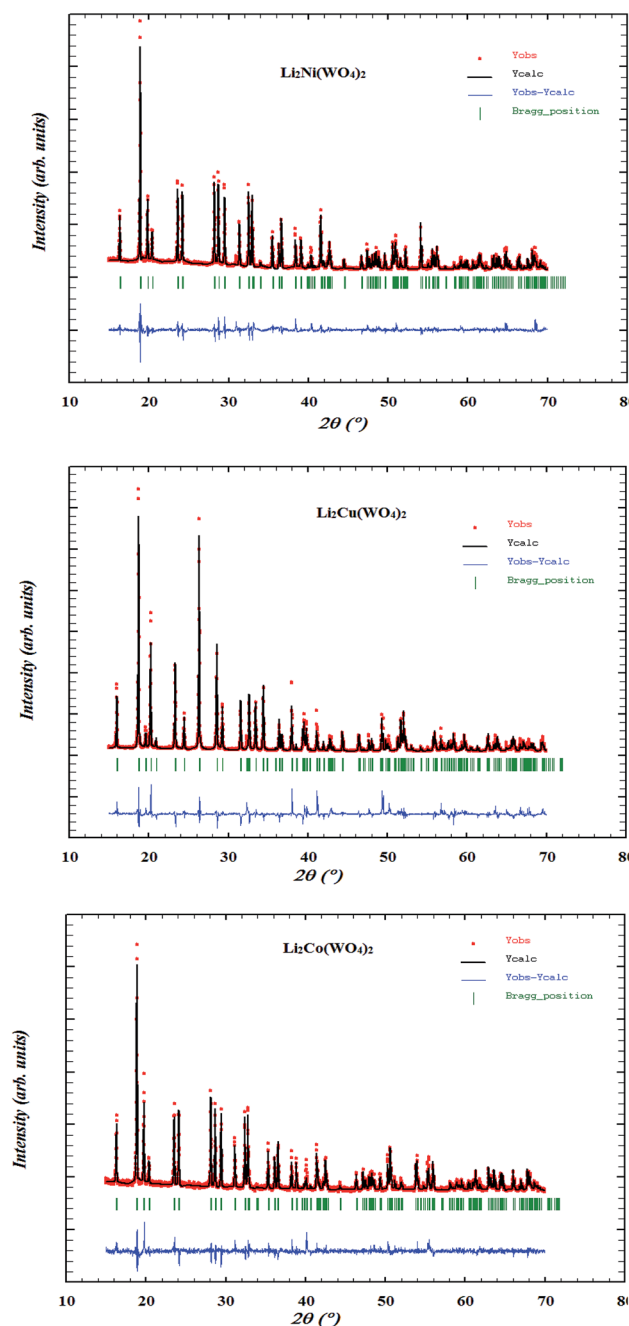 Li₂Ni(WO₄)₂
Yobs
Ycalc
Yobs-Ycalc
Bragg_position
Intensity (arb. units)
10 20 30 40 50 60 70 80
2θ (°)
Li₂Cu(WO₄)₂
Yobs
Ycalc
Yobs-Ycalc
Bragg_position
Intensity (arb. units)
10 20 30 40 50 60 70 80
2θ (°)
Li₂Co(WO₄)₂
Yobs
Ycalc
Yobs-Ycalc
Bragg_position
Intensity (arb. units)
10 20 30 40 50 60 70 80
2θ (°)